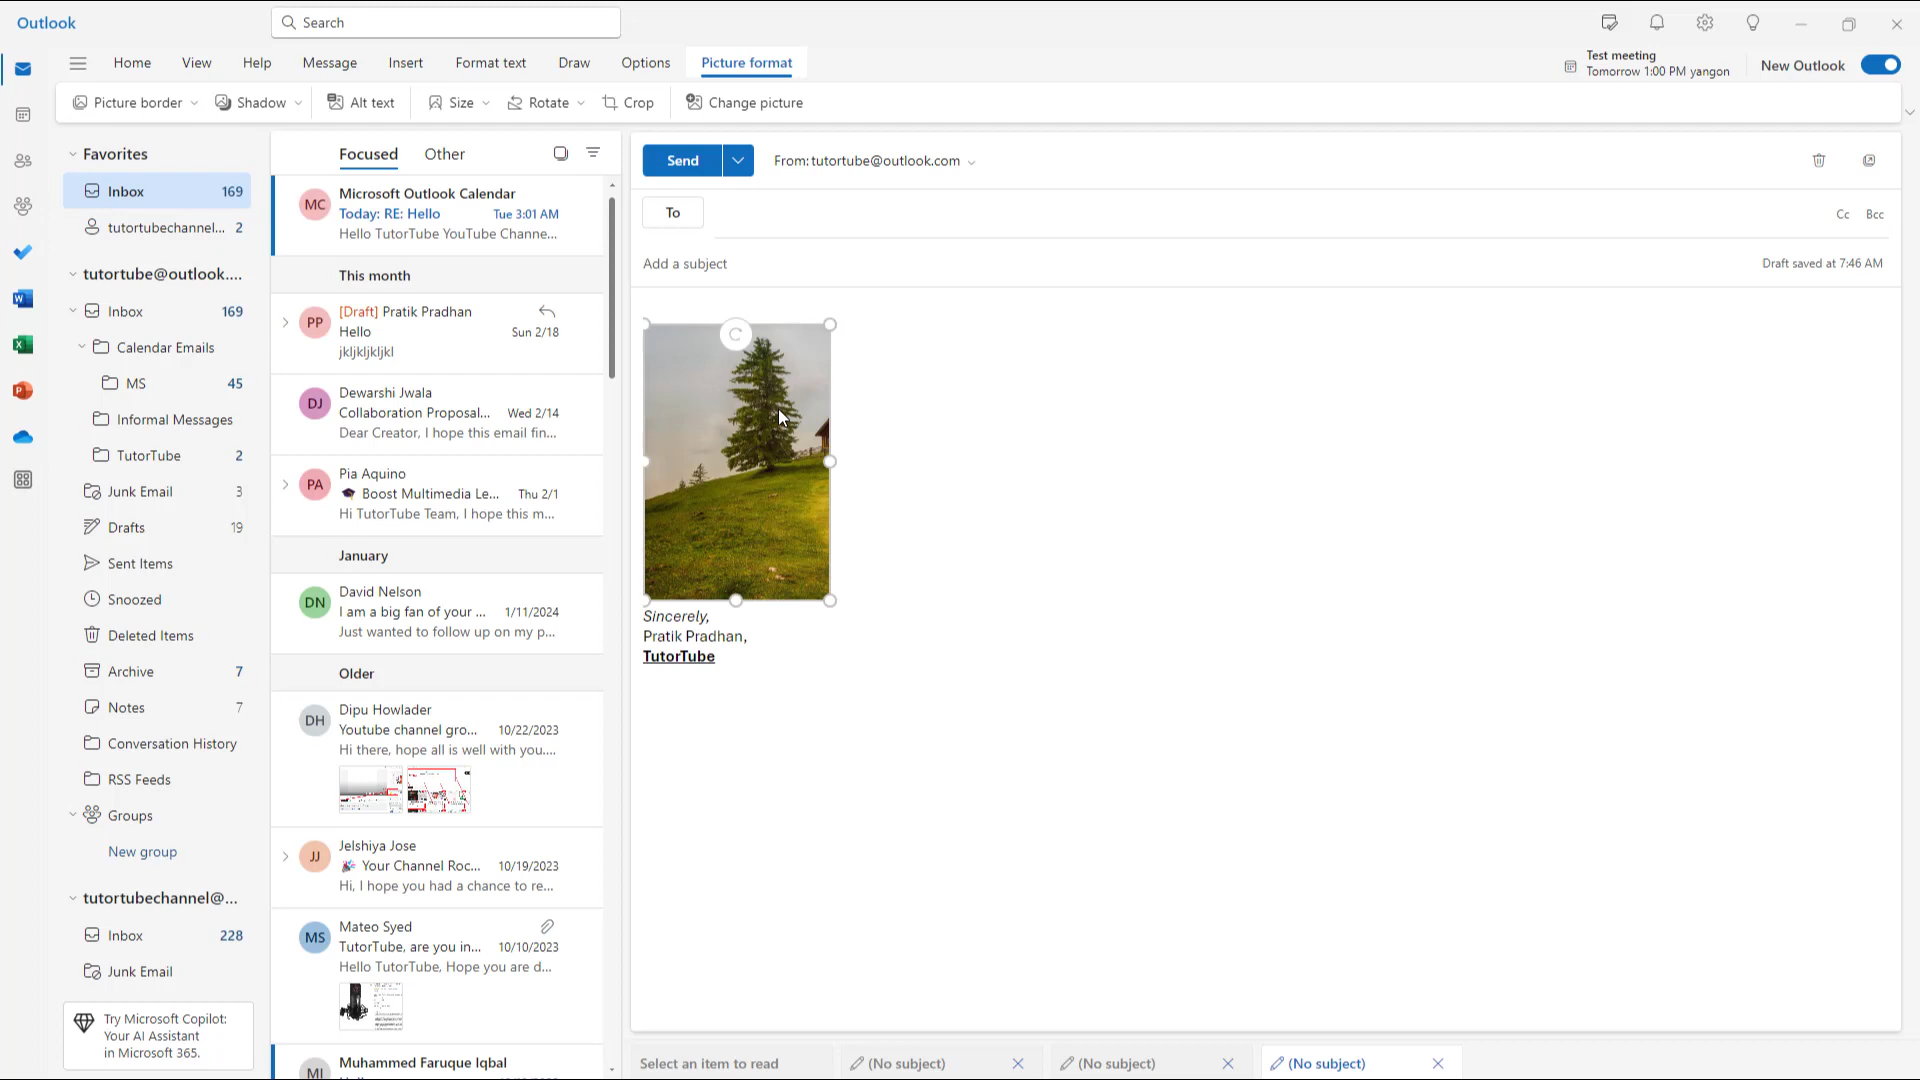 Outlook
Search
Home
View
Help
Message
Insert
Format text
Draw
Options
Picture format
Test meeting
Tomorrow 1:00 PM yangon
New Outlook
Picture border
Shadow
Alt text
Size
Rotate
Crop
Change picture
Favorites
Inbox 169
tutortubechannel... 2
tutortube@outlook....
Inbox 169
Calendar Emails
MS 45
Informal Messages
TutorTube 2
Junk Email 3
Drafts 19
Sent Items
Snoozed
Deleted Items
Archive 7
Notes 7
Conversation History
RSS Feeds
Groups
New group
tutortubechannel@...
Inbox 228
Junk Email
Try Microsoft Copilot:
Your AI Assistant
in Microsoft 365.
Focused
Other
MC
Microsoft Outlook Calendar
Today: RE: Hello Tue 3:01 AM
Hello TutorTube YouTube Channe...
This month
PP
[Draft] Pratik Pradhan
Hello Sun 2/18
jkljkljkljkl
DJ
Dewarshi Jwala
Collaboration Proposal... Wed 2/14
Dear Creator, I hope this email fin...
PA
Pia Aquino
Boost Multimedia Le... Thu 2/1
Hi TutorTube Team, I hope this m...
January
DN
David Nelson
I am a big fan of your ... 1/11/2024
Just wanted to follow up on my p...
Older
DH
Dipu Howlader
Youtube channel gro... 10/22/2023
Hi there, hope all is well with you....
JJ
Jelshiya Jose
Your Channel Roc... 10/19/2023
Hi, I hope you had a chance to re...
MS
Mateo Syed
TutorTube, are you in... 10/10/2023
Hello TutorTube, Hope you are d...
MI
Muhammed Faruque Iqbal
Send
From: tutortube@outlook.com
To
Cc
Bcc
Add a subject
Draft saved at 7:46 AM
Sincerely,
Pratik Pradhan,
TutorTube
Select an item to read
(No subject)
(No subject)
(No subject)